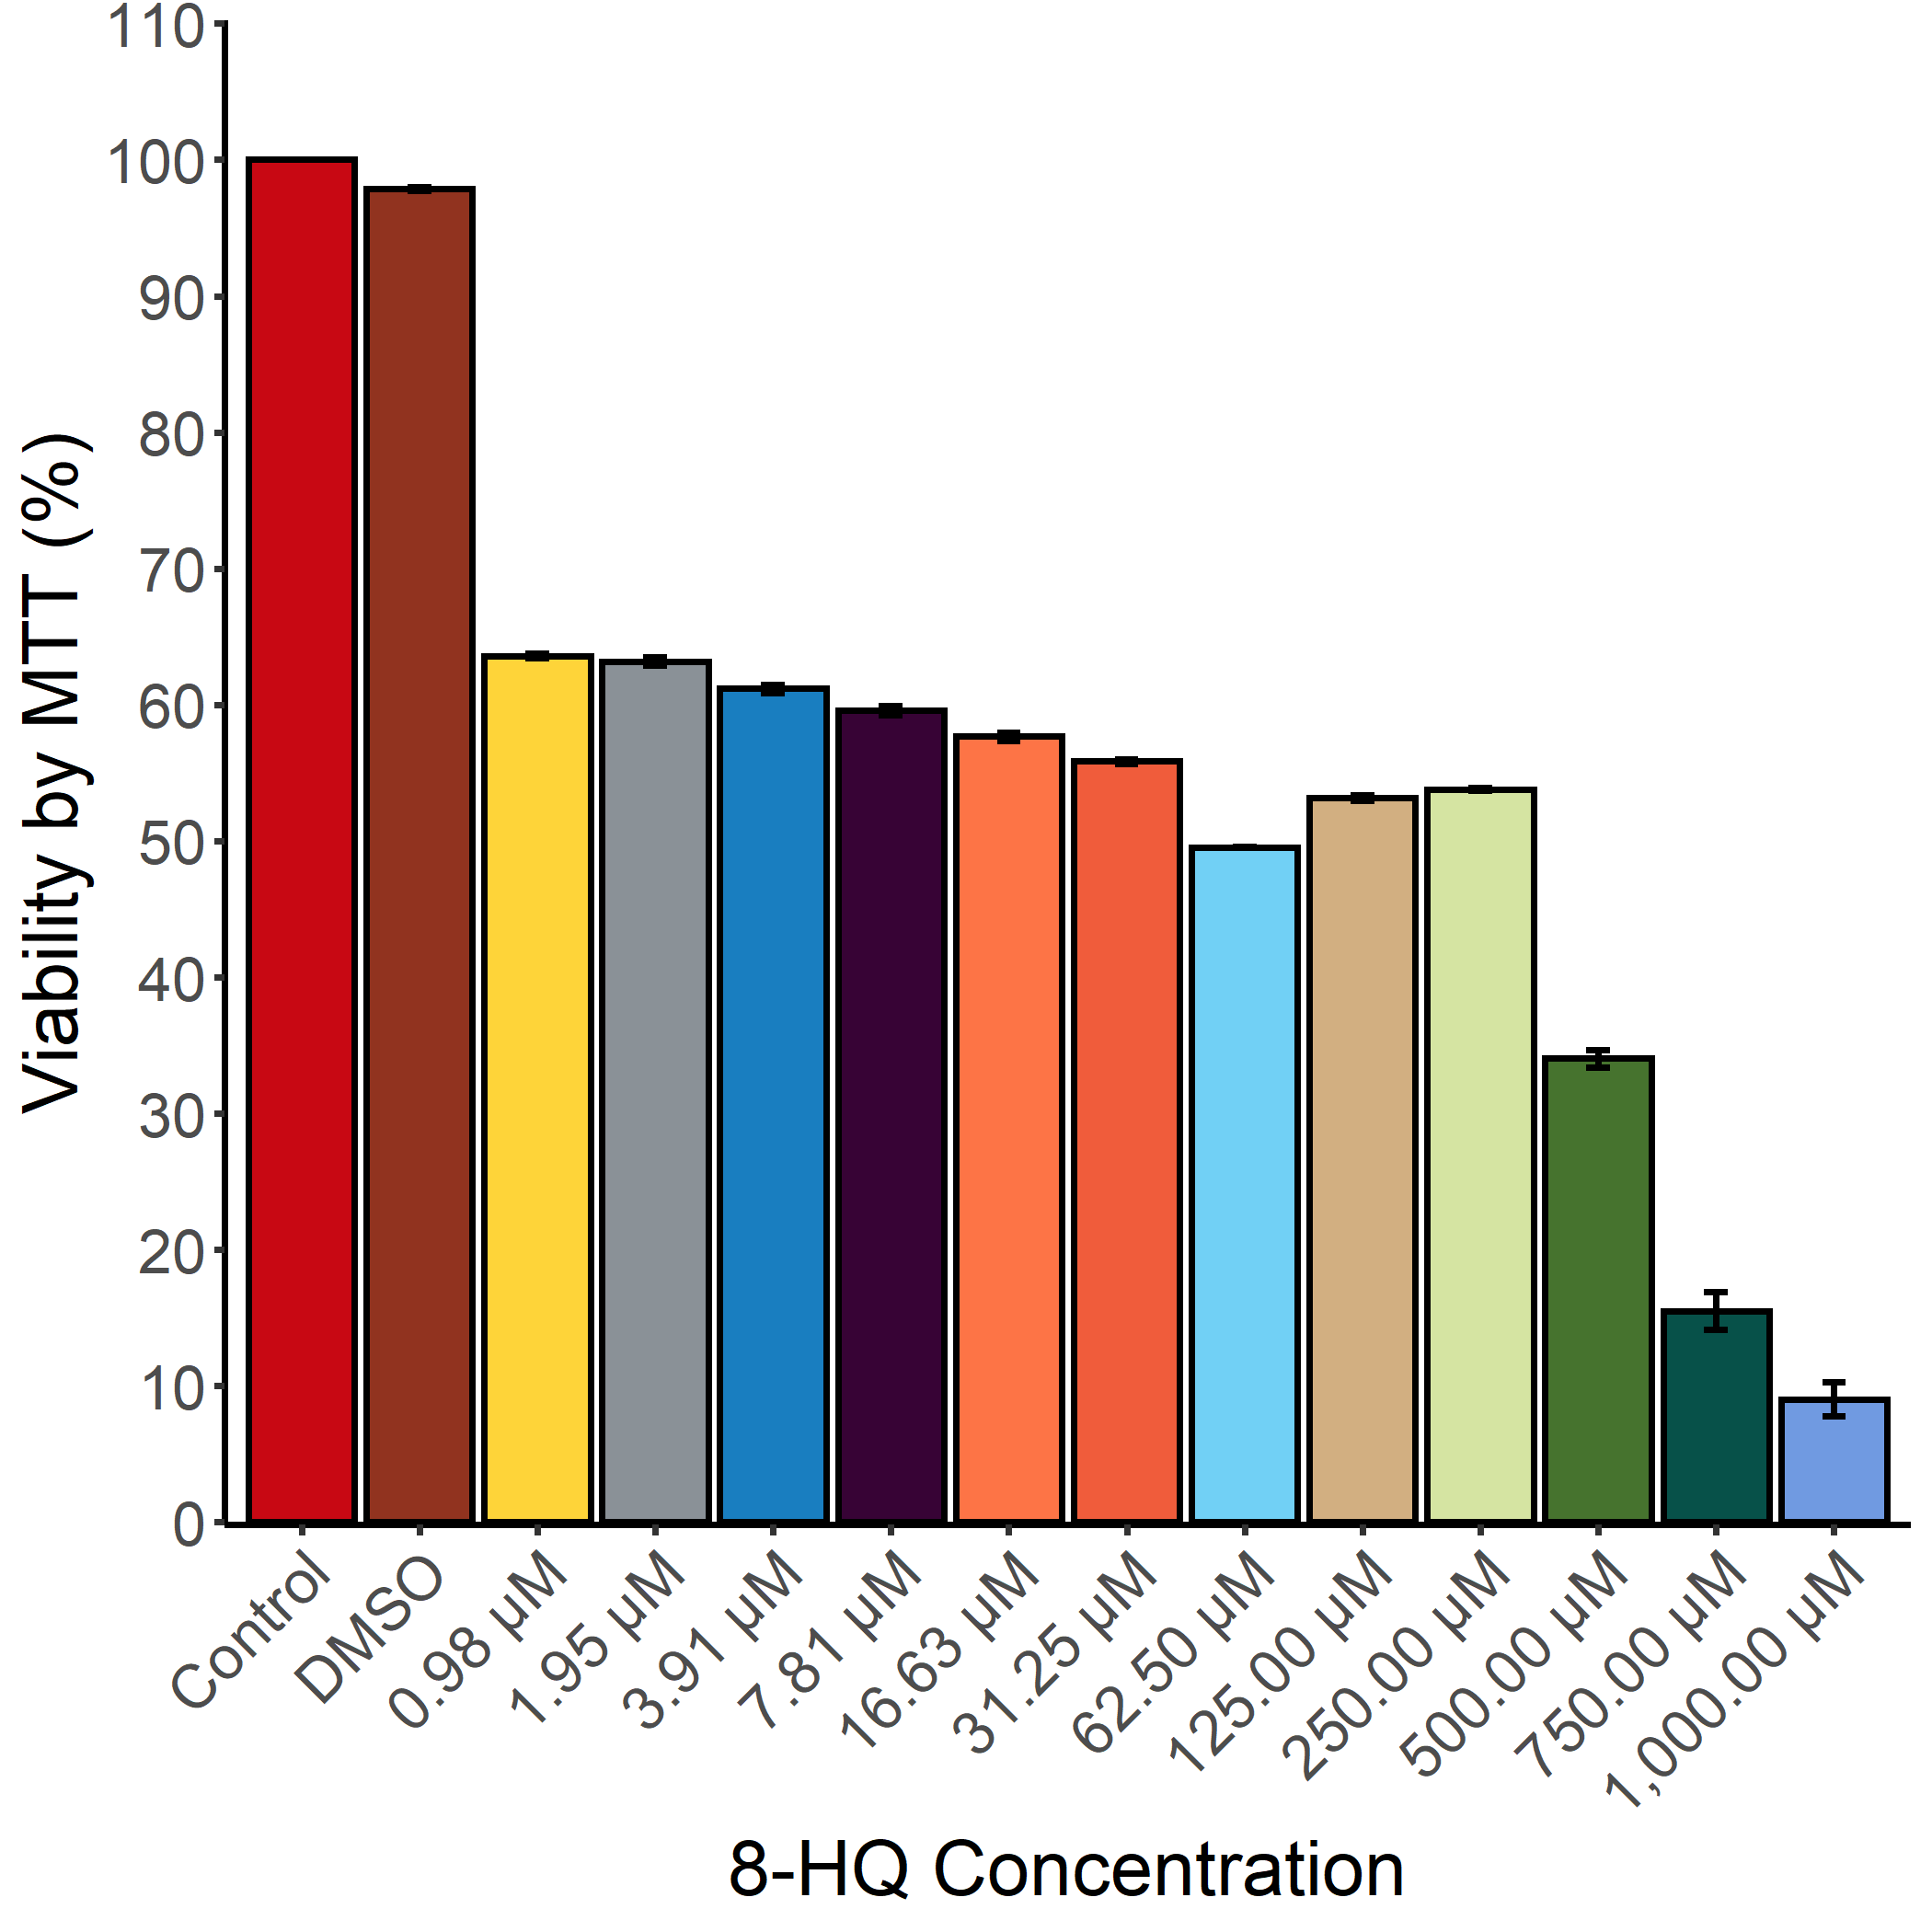 Viability by MTT (%)
110
100
90
80
70
60
50
40
30
20
10
0
Control
DMSO
0.98 µM
1.95 µM
3.91 µM
7.81 µM
16.63 µM
31.25 µM
62.50 µM
125.00 µM
250.00 µM
500.00 µM
750.00 µM
1,000.00 µM
8-HQ Concentration